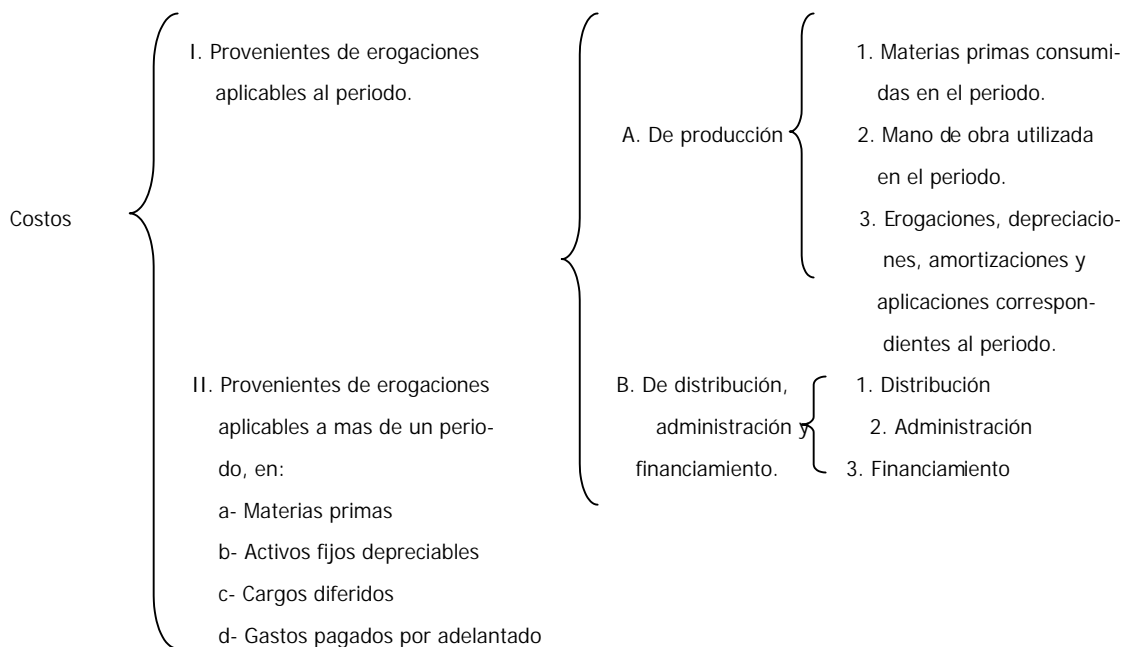 Costos
I. Provenientes de erogaciones
aplicables al periodo.
II. Provenientes de erogaciones
aplicables a mas de un perio-
do, en:
a- Materias primas
b- Activos fijos depreciables
c- Cargos diferidos
d- Gastos pagados por adelantado
A. De producción
1. Materias primas consumi-
das en el periodo.
2. Mano de obra utilizada
en el periodo.
3. Erogaciones, depreciacio-
nes, amortizaciones y
aplicaciones correspon-
dientes al periodo.
B. De distribución,
administración y
financiamiento.
1. Distribución
2. Administración
3. Financiamiento